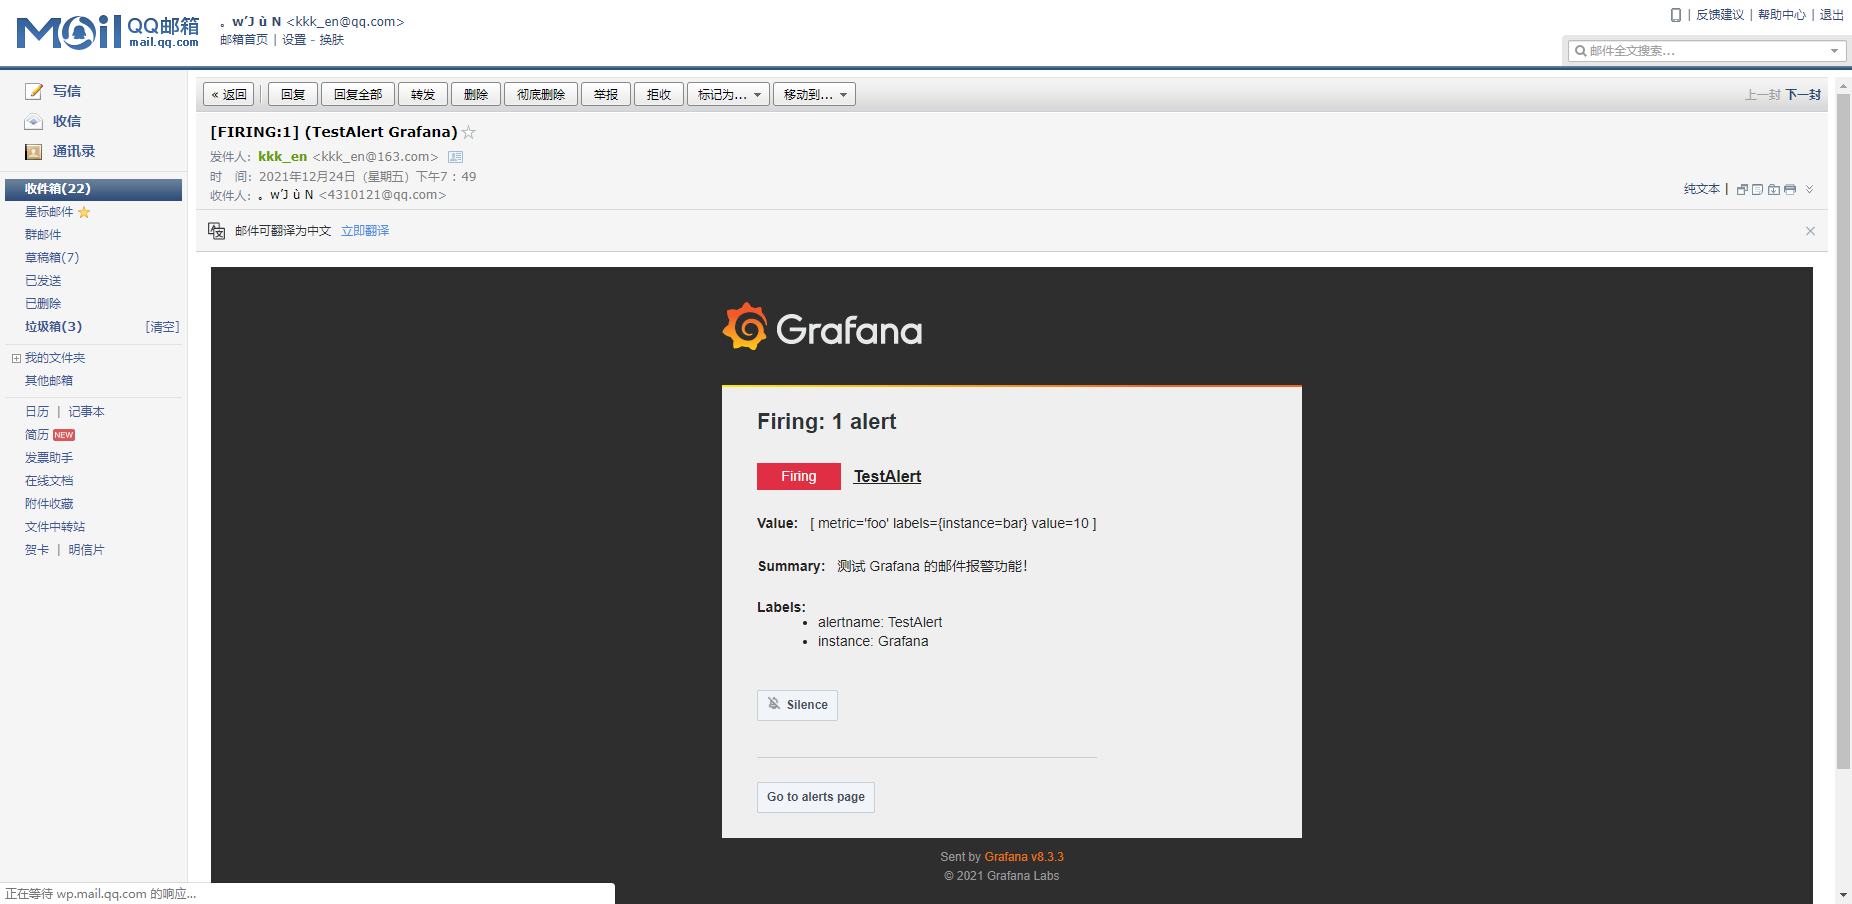 MOil QQ邮箱 mail.qq.com
。wʹJ ù N <kkk_en@qq.com>
邮箱首页 | 设置 - 换肤
| 反馈建议 | 帮助中心 | 退出
邮件全文搜索...
写信
收信
通讯录
收件箱(22)
星标邮件
群邮件
草稿箱(7)
已发送
已删除
垃圾箱(3) [清空]
我的文件夹
其他邮箱
日历 | 记事本
简历 NEW
发票助手
在线文档
附件收藏
文件中转站
贺卡 | 明信片
« 返回 回复 回复全部 转发 删除 彻底删除 举报 拒收 标记为... 移动到... 上一封 下一封
[FIRING:1] (TestAlert Grafana)
发件人: kkk_en <kkk_en@163.com>
时 间: 2021年12月24日 (星期五) 下午7：49
收件人: 。wʹJ ù N <4310121@qq.com>
纯文本 |
邮件可翻译为中文 立即翻译
Grafana
Firing: 1 alert
Firing TestAlert
Value: [ metric='foo' labels={instance=bar} value=10 ]
Summary: 测试 Grafana 的邮件报警功能！
Labels:
• alertname: TestAlert
• instance: Grafana
Silence
Go to alerts page
Sent by Grafana v8.3.3
© 2021 Grafana Labs
正在等待 wp.mail.qq.com 的响应...